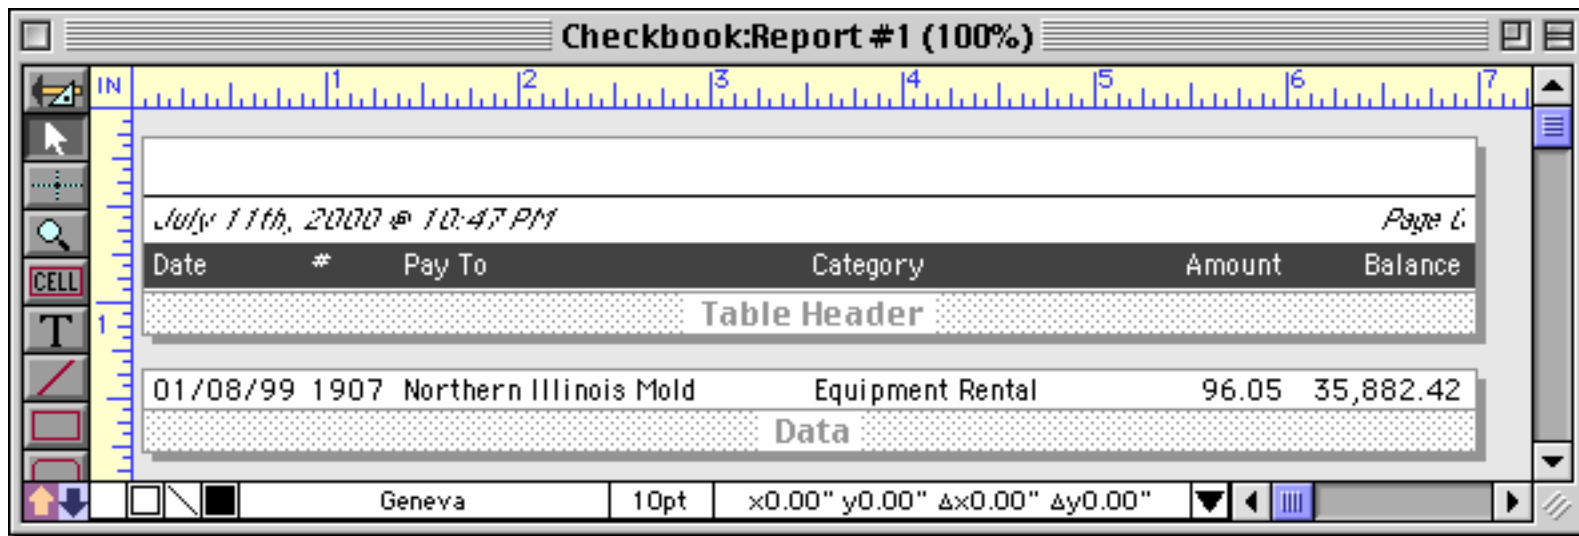 Checkbook:Report #1 (100%)
IN 1 2 3 4 5 6 7
July 11th, 2000 @ 10:47 PM Page
Date # Pay To Category Amount Balance
CELL
Table Header
T 1
01/08/99 1907 Northern Illinois Mold Equipment Rental 96.05 35,882.42
Data
Geneva 10pt x0.00" y0.00" Δx0.00" Δy0.00"